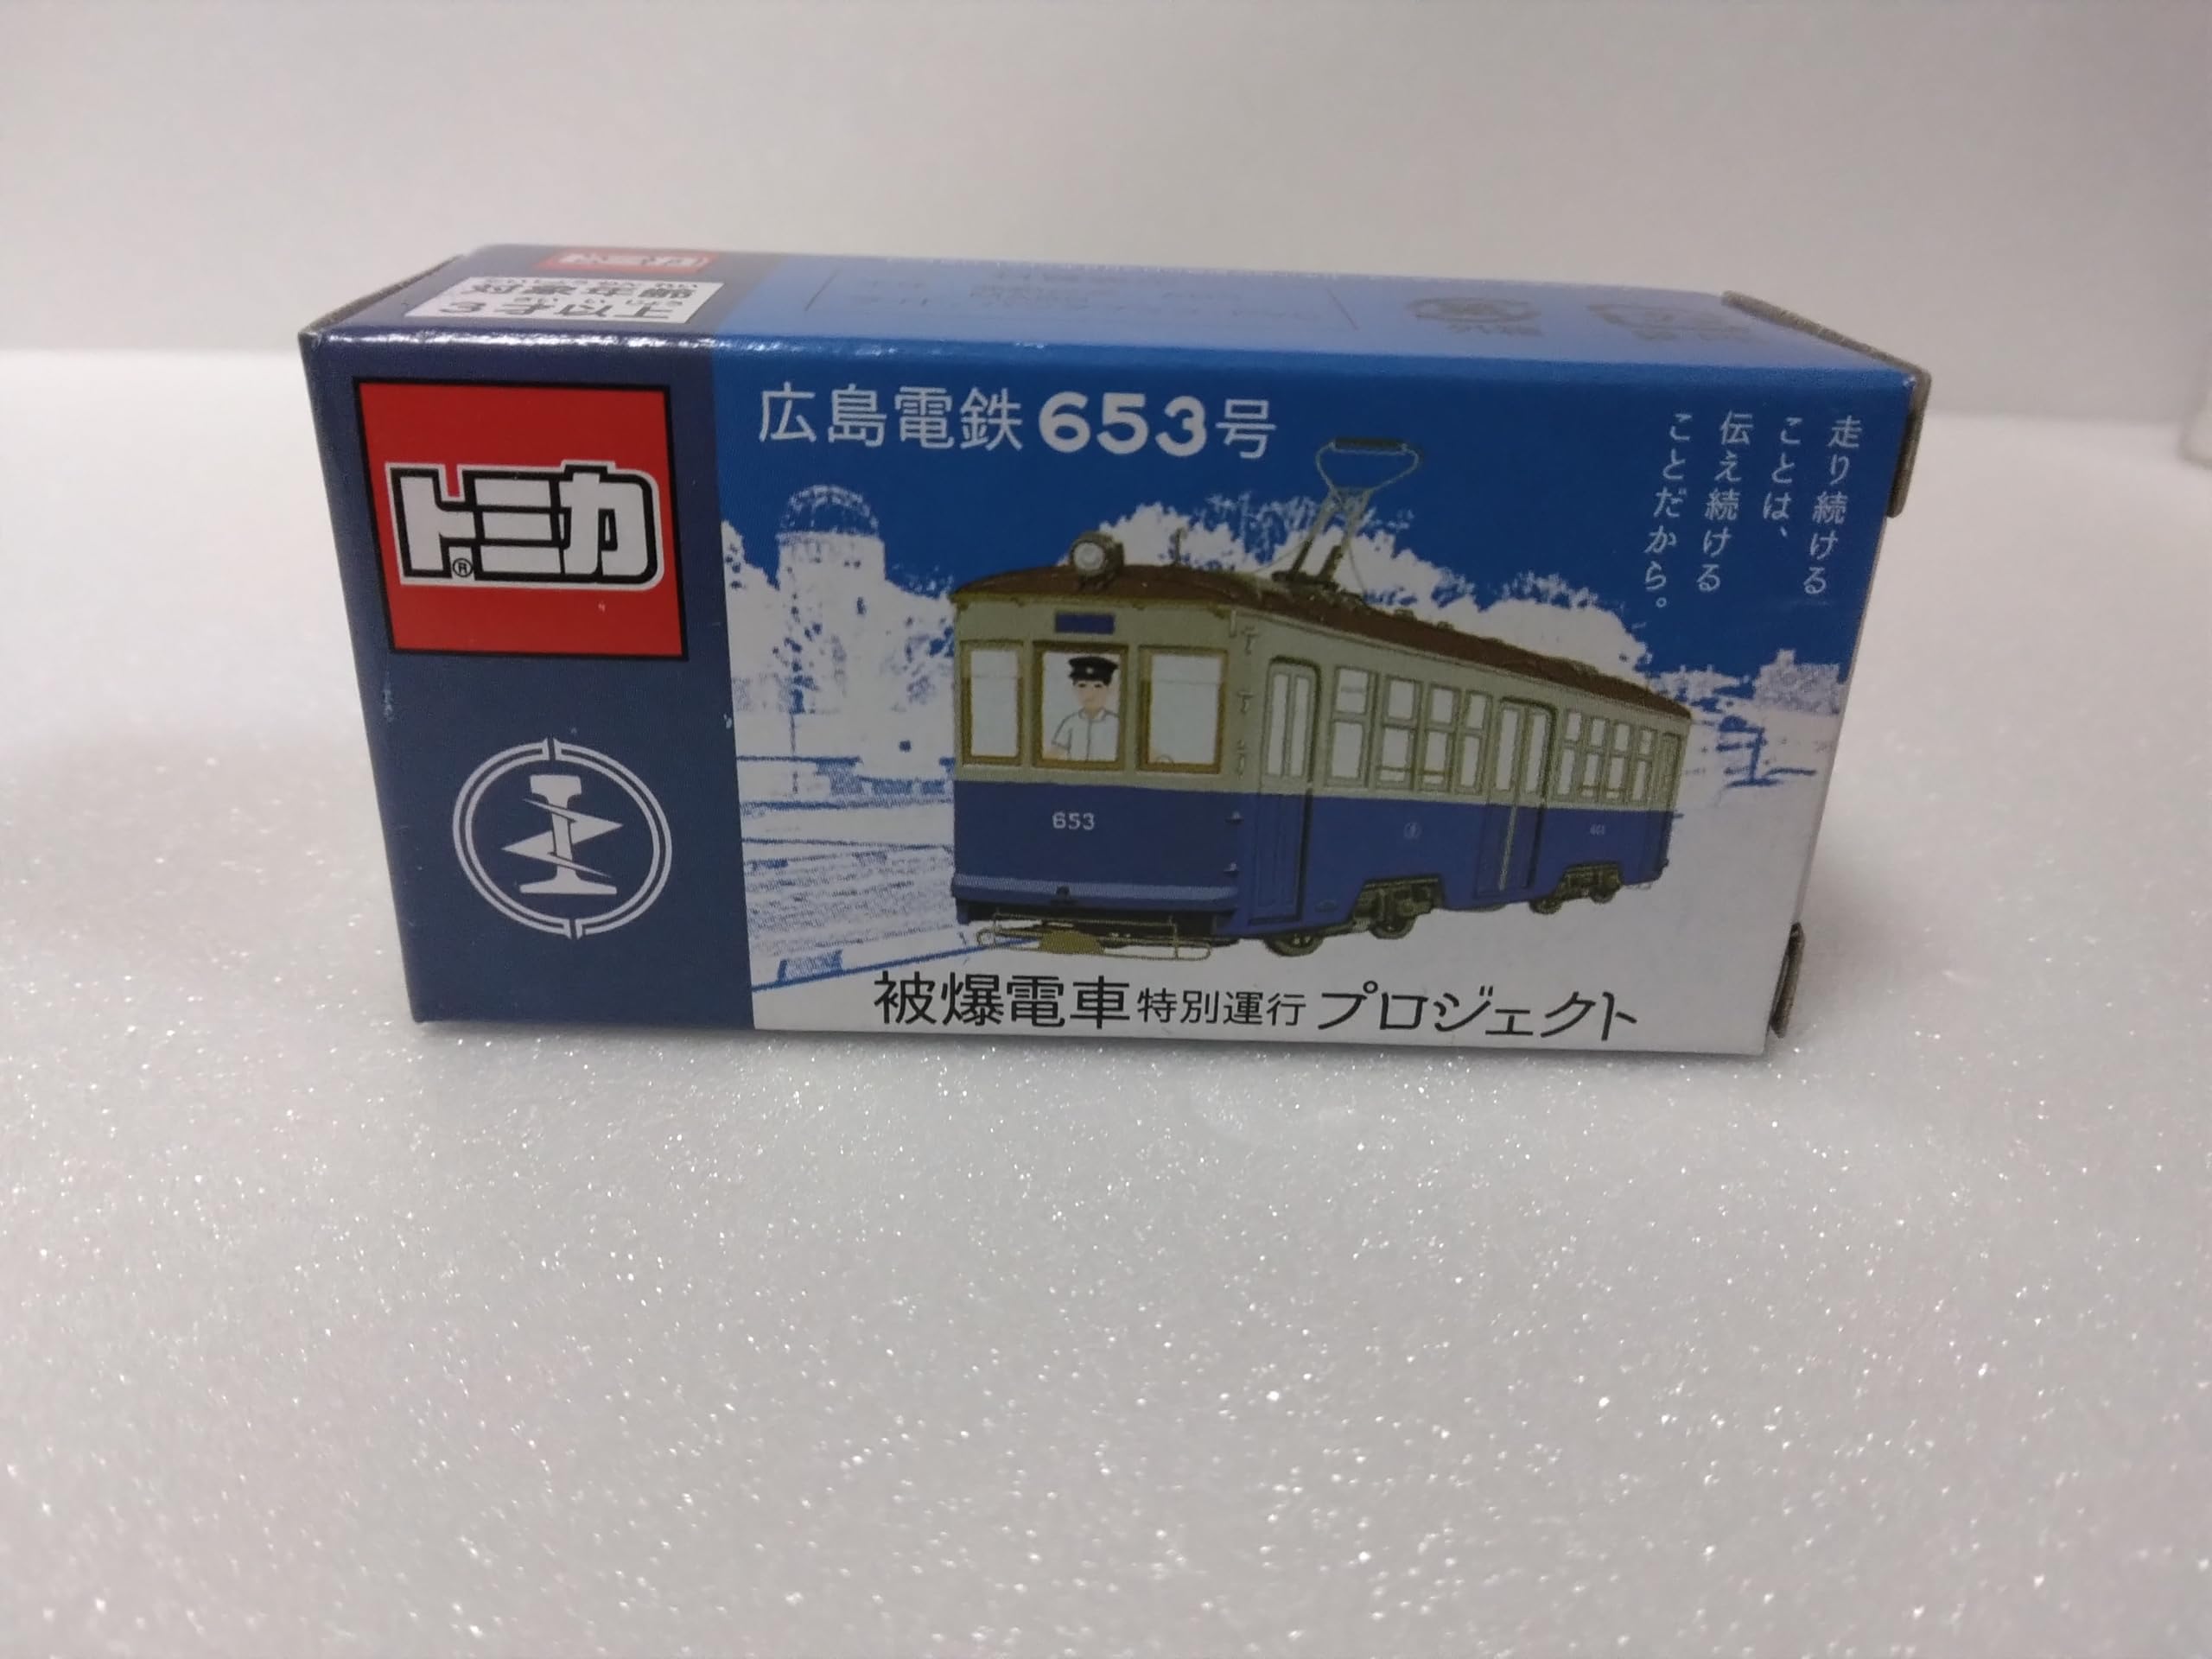 トミカ
広島電鉄653号
走り続ける
ことは、
伝え続ける
ことだから。
653
被爆電車特別運行プロジェクト